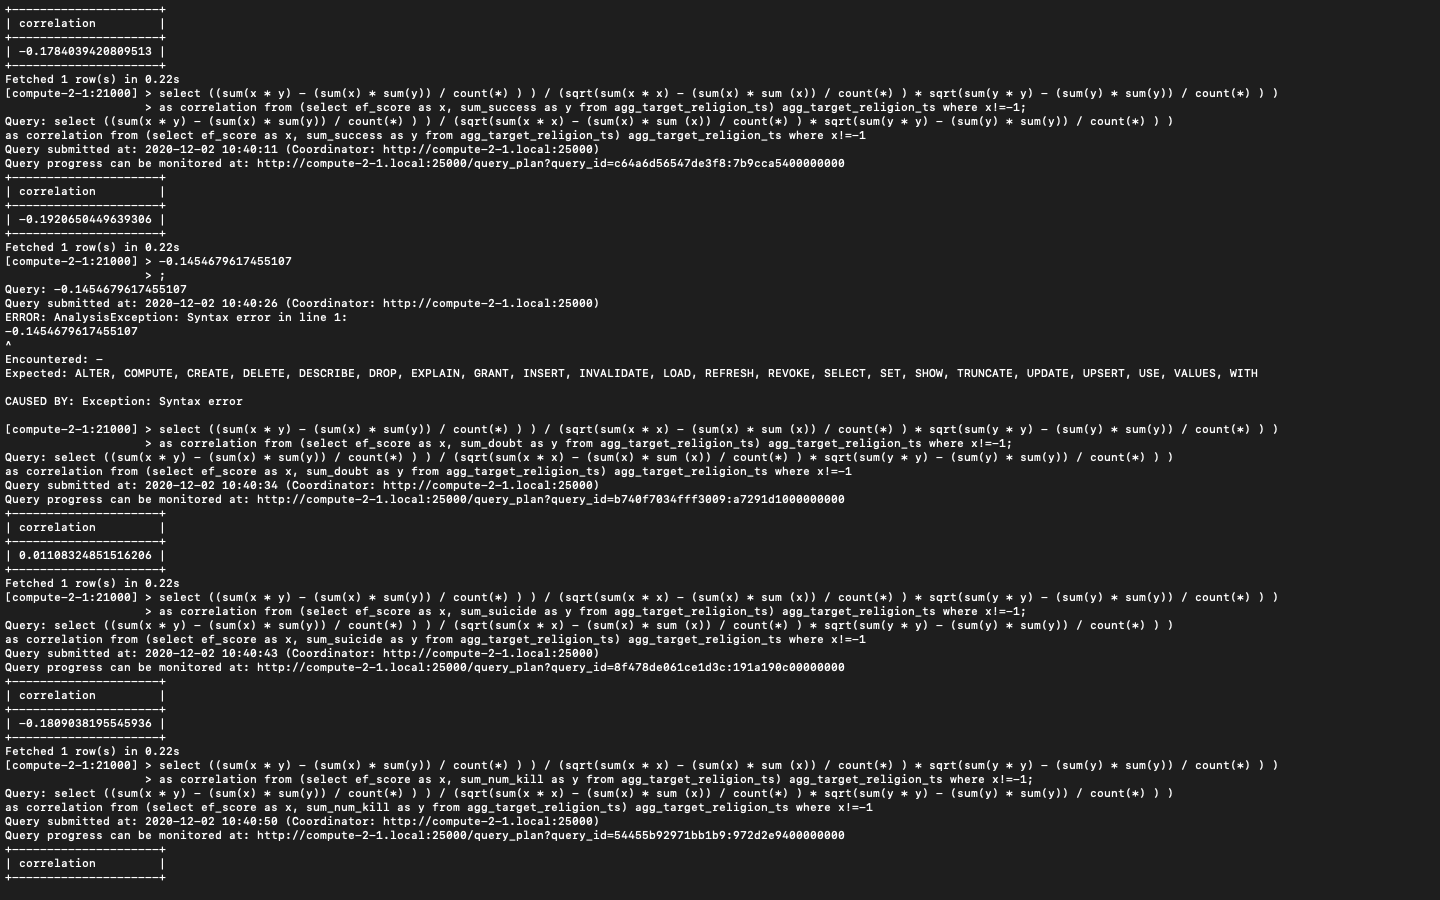 +---------------------+
| correlation         |
+---------------------+
| -0.1784039420809513 |
+---------------------+
Fetched 1 row(s) in 0.22s
[compute-2-1:21000] > select ((sum(x * y) - (sum(x) * sum(y)) / count(*) ) ) / (sqrt(sum(x * x) - (sum(x) * sum (x)) / count(*) ) * sqrt(sum(y * y) - (sum(y) * sum(y)) / count(*) ) )
                    > as correlation from (select ef_score as x, sum_success as y from agg_target_religion_ts) agg_target_religion_ts where x!=-1;
Query: select ((sum(x * y) - (sum(x) * sum(y)) / count(*) ) ) / (sqrt(sum(x * x) - (sum(x) * sum (x)) / count(*) ) * sqrt(sum(y * y) - (sum(y) * sum(y)) / count(*) ) )
as correlation from (select ef_score as x, sum_success as y from agg_target_religion_ts) agg_target_religion_ts where x!=-1
Query submitted at: 2020-12-02 10:40:11 (Coordinator: http://compute-2-1.local:25000)
Query progress can be monitored at: http://compute-2-1.local:25000/query_plan?query_id=c64a6d56547de3f8:7b9cca5400000000
+---------------------+
| correlation         |
+---------------------+
| -0.1920650449639306 |
+---------------------+
Fetched 1 row(s) in 0.22s
[compute-2-1:21000] > -0.1454679617455107
                    > ;
Query: -0.1454679617455107
Query submitted at: 2020-12-02 10:40:26 (Coordinator: http://compute-2-1.local:25000)
ERROR: AnalysisException: Syntax error in line 1:
-0.1454679617455107
^
Encountered: -
Expected: ALTER, COMPUTE, CREATE, DELETE, DESCRIBE, DROP, EXPLAIN, GRANT, INSERT, INVALIDATE, LOAD, REFRESH, REVOKE, SELECT, SET, SHOW, TRUNCATE, UPDATE, UPSERT, USE, VALUES, WITH

CAUSED BY: Exception: Syntax error

[compute-2-1:21000] > select ((sum(x * y) - (sum(x) * sum(y)) / count(*) ) ) / (sqrt(sum(x * x) - (sum(x) * sum (x)) / count(*) ) * sqrt(sum(y * y) - (sum(y) * sum(y)) / count(*) ) )
                    > as correlation from (select ef_score as x, sum_doubt as y from agg_target_religion_ts) agg_target_religion_ts where x!=-1;
Query: select ((sum(x * y) - (sum(x) * sum(y)) / count(*) ) ) / (sqrt(sum(x * x) - (sum(x) * sum (x)) / count(*) ) * sqrt(sum(y * y) - (sum(y) * sum(y)) / count(*) ) )
as correlation from (select ef_score as x, sum_doubt as y from agg_target_religion_ts) agg_target_religion_ts where x!=-1
Query submitted at: 2020-12-02 10:40:34 (Coordinator: http://compute-2-1.local:25000)
Query progress can be monitored at: http://compute-2-1.local:25000/query_plan?query_id=b740f7034fff3009:a7291d1000000000
+---------------------+
| correlation         |
+---------------------+
| 0.01108324851516206 |
+---------------------+
Fetched 1 row(s) in 0.22s
[compute-2-1:21000] > select ((sum(x * y) - (sum(x) * sum(y)) / count(*) ) ) / (sqrt(sum(x * x) - (sum(x) * sum (x)) / count(*) ) * sqrt(sum(y * y) - (sum(y) * sum(y)) / count(*) ) )
                    > as correlation from (select ef_score as x, sum_suicide as y from agg_target_religion_ts) agg_target_religion_ts where x!=-1;
Query: select ((sum(x * y) - (sum(x) * sum(y)) / count(*) ) ) / (sqrt(sum(x * x) - (sum(x) * sum (x)) / count(*) ) * sqrt(sum(y * y) - (sum(y) * sum(y)) / count(*) ) )
as correlation from (select ef_score as x, sum_suicide as y from agg_target_religion_ts) agg_target_religion_ts where x!=-1
Query submitted at: 2020-12-02 10:40:43 (Coordinator: http://compute-2-1.local:25000)
Query progress can be monitored at: http://compute-2-1.local:25000/query_plan?query_id=8f478de061ce1d3c:191a190c00000000
+---------------------+
| correlation         |
+---------------------+
| -0.1809038195545936 |
+---------------------+
Fetched 1 row(s) in 0.22s
[compute-2-1:21000] > select ((sum(x * y) - (sum(x) * sum(y)) / count(*) ) ) / (sqrt(sum(x * x) - (sum(x) * sum (x)) / count(*) ) * sqrt(sum(y * y) - (sum(y) * sum(y)) / count(*) ) )
                    > as correlation from (select ef_score as x, sum_num_kill as y from agg_target_religion_ts) agg_target_religion_ts where x!=-1;
Query: select ((sum(x * y) - (sum(x) * sum(y)) / count(*) ) ) / (sqrt(sum(x * x) - (sum(x) * sum (x)) / count(*) ) * sqrt(sum(y * y) - (sum(y) * sum(y)) / count(*) ) )
as correlation from (select ef_score as x, sum_num_kill as y from agg_target_religion_ts) agg_target_religion_ts where x!=-1
Query submitted at: 2020-12-02 10:40:50 (Coordinator: http://compute-2-1.local:25000)
Query progress can be monitored at: http://compute-2-1.local:25000/query_plan?query_id=54455b92971bb1b9:972d2e9400000000
+---------------------+
| correlation         |
+---------------------+